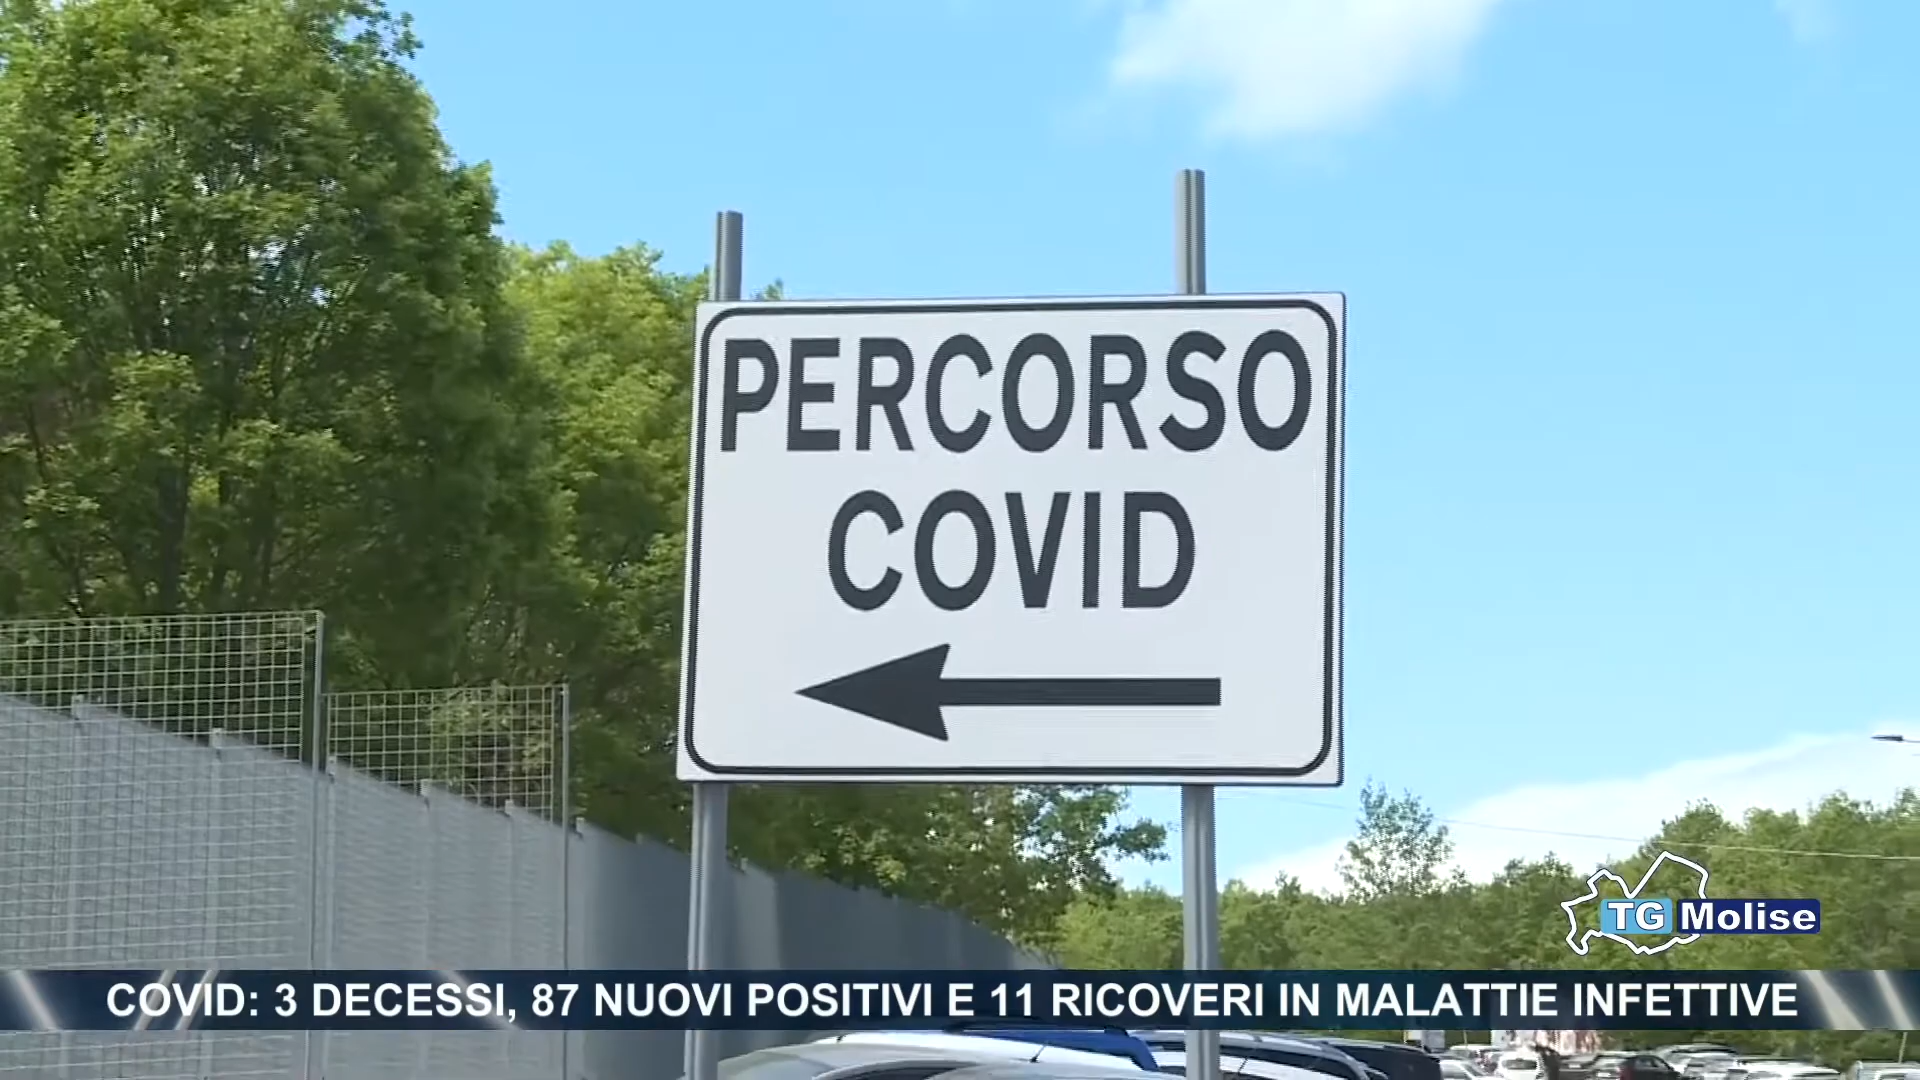 PERCORSO
COVID
TG Molise
COVID: 3 DECESSI, 87 NUOVI POSITIVI E 11 RICOVERI IN MALATTIE INFETTIVE